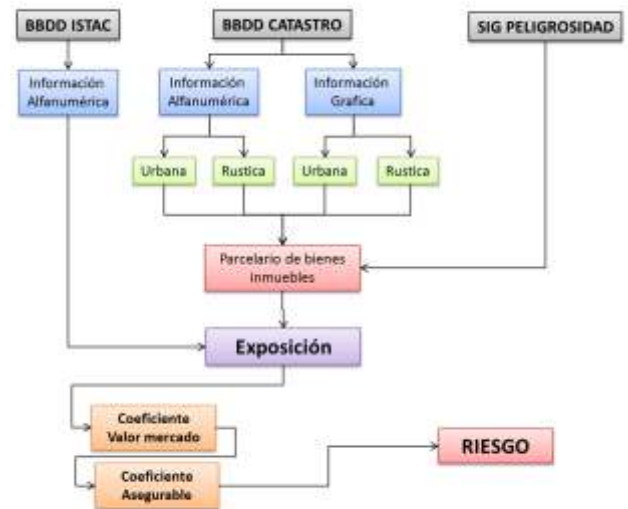 BBDD ISTAC
BBDD CATASTRO
SIG PELIGROSIDAD
Información
Alfanumérica
Información
Alfanumérica
Información
Grafica
Urbana
Rustica
Urbana
Rustica
Parcelario de bienes
inmuebles
Exposición
Coeficiente
Valor mercado
Coeficiente
Asegurable
RIESGO